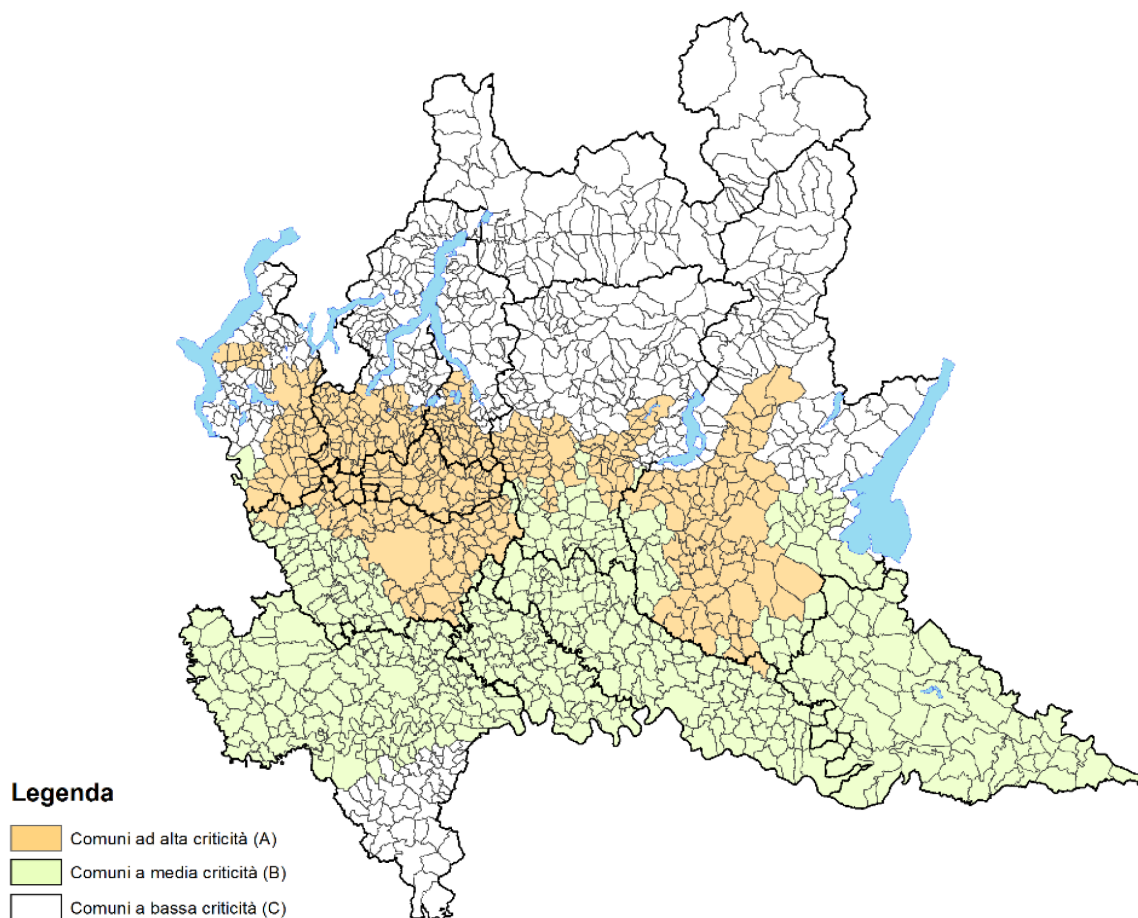 Legenda
Comuni ad alta criticità (A)
Comuni a media criticità (B)
Comuni a bassa criticità (C)